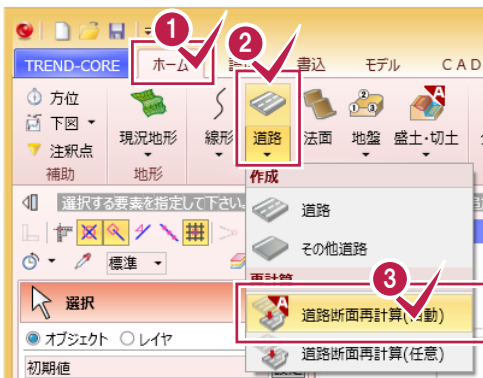 1
2
TREND-CORE ホーム 書込 モデル CAD
方位
下図
注釈点
補助
現況地形
地形
線形 道路 法面 地盤 盛土・切土
作成
道路
その他道路
再計算
3
道路断面再計算(自動)
道路断面再計算(任意)
選択する要素を指定して下さい。
標準
選択
オブジェクト レイヤ
初期値